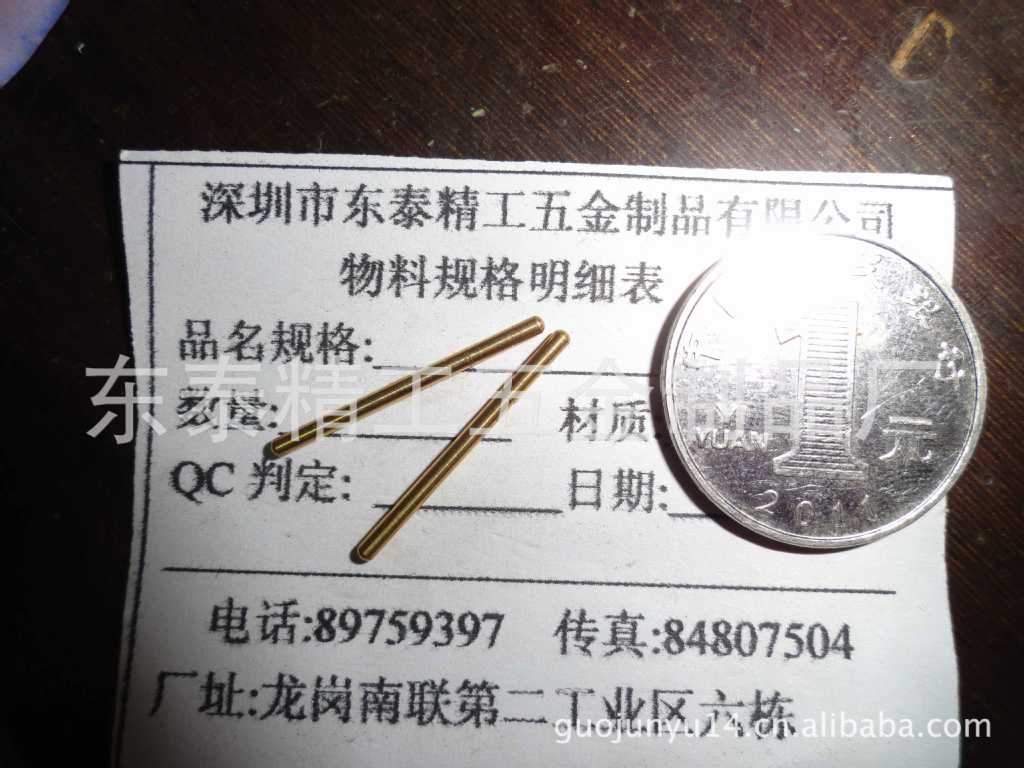 深圳市东泰精工五金制品有限公司
物料规格明细表
品名规格:
数量: 材质:
QC 判定: 日期:
电话:89759397 传真:84807504
厂址:龙岗南联第二工业区六栋
东泰精工五金制品厂
1
YUAN
元
2011
guojunyu14.cn.alibaba.com